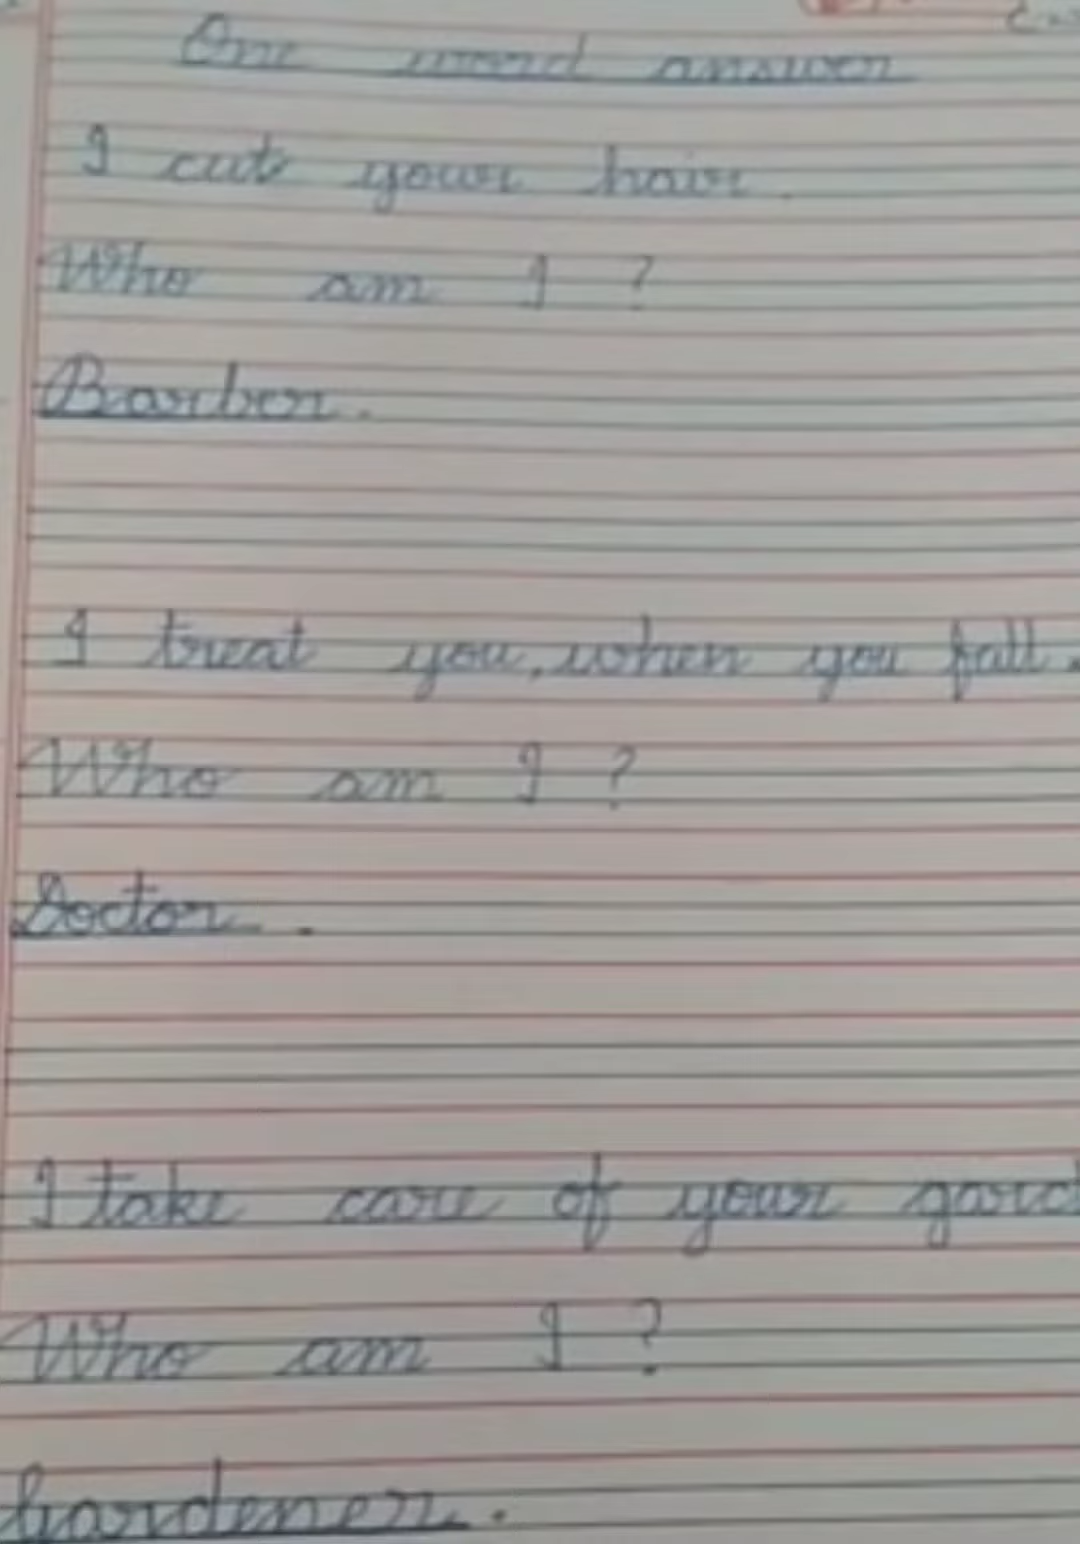 One word answer
I cut your hair.
Who am I ?
Barber.
I treat you, when you fall.
Who am I ?
Doctor.
I take care of your gard
Who am I ?
Gardener.